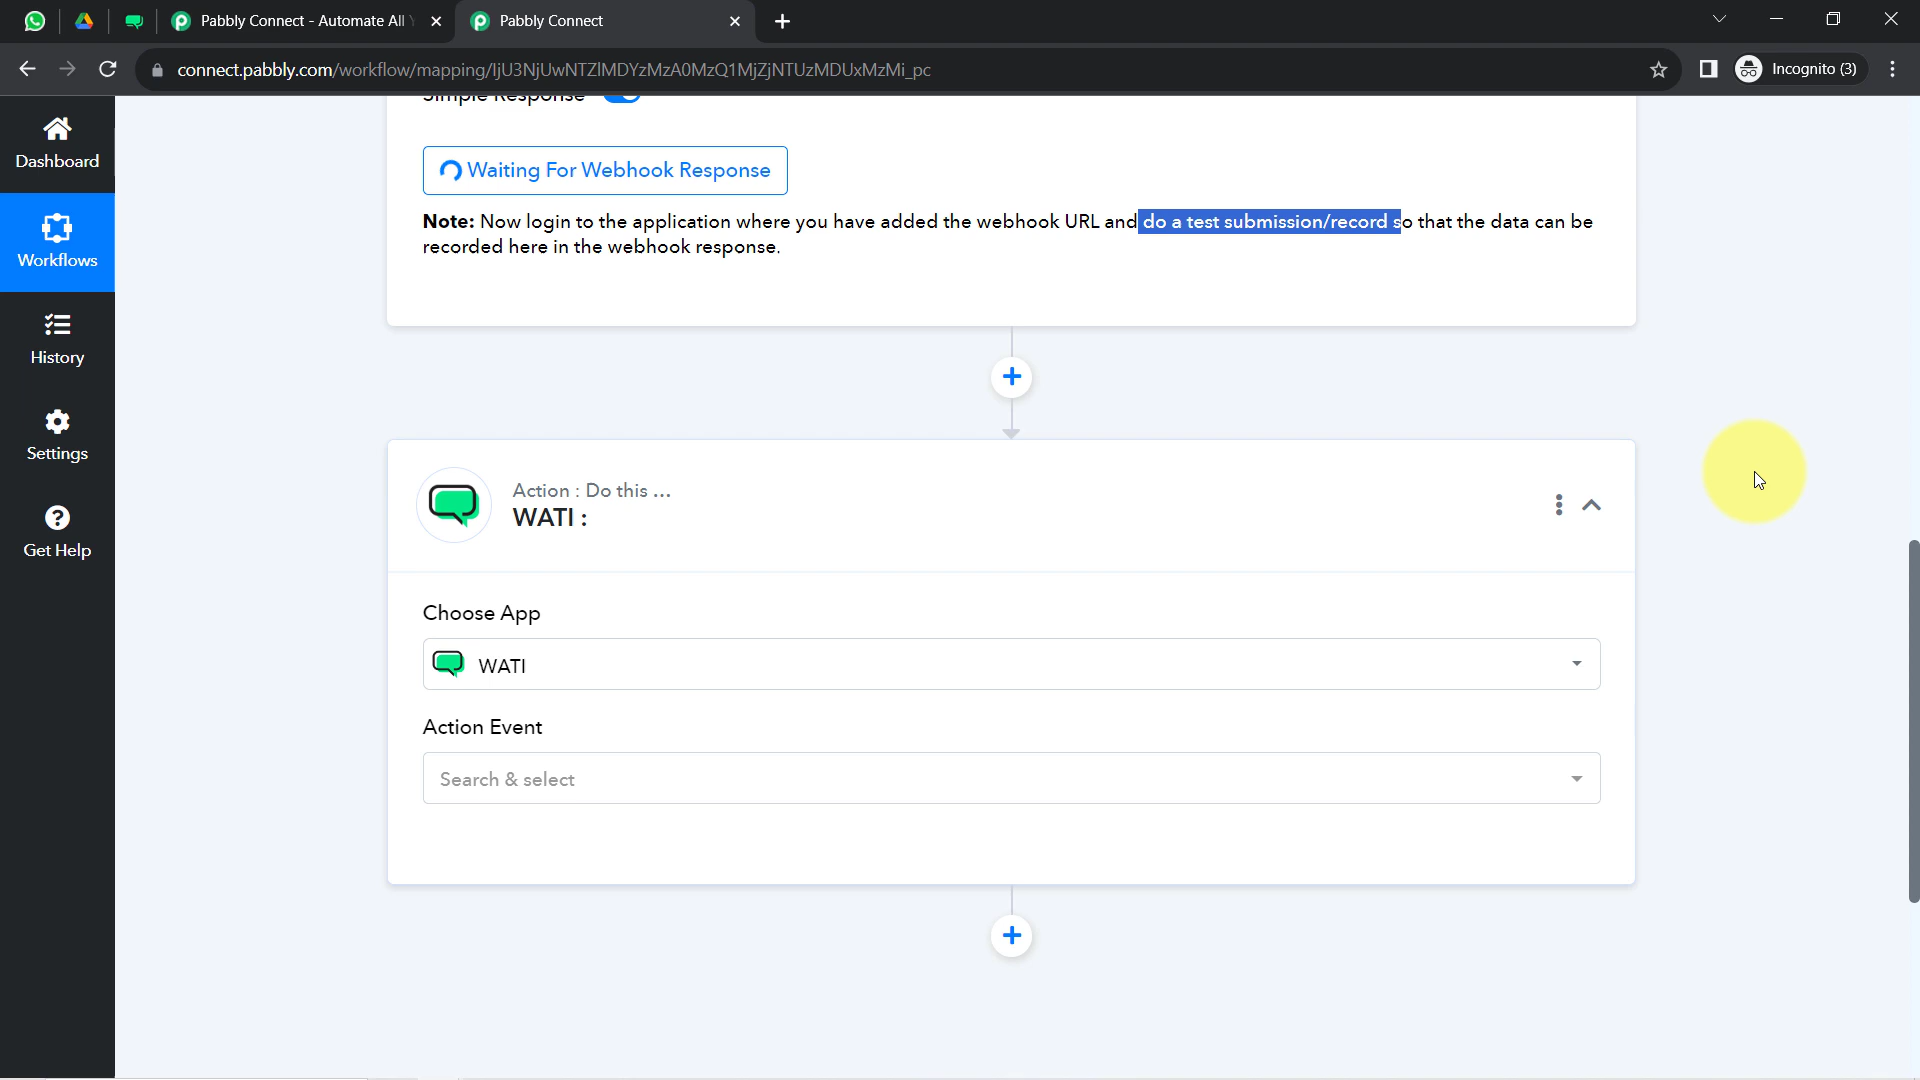 Pabbly Connect - Automate All
Pabbly Connect
connect.pabbly.com/workflow/mapping/IjU3NjUwNTZlMDYzMzA0MzQ1MjZjNTUzMDUxMzMi_pc
Incognito (3)
Dashboard
Workflows
History
Settings
Get Help
Simple Response
Waiting For Webhook Response
Note: Now login to the application where you have added the webhook URL and do a test submission/record so that the data can be
recorded here in the webhook response.
Action : Do this ...
WATI :
Choose App
WATI
Action Event
Search & select